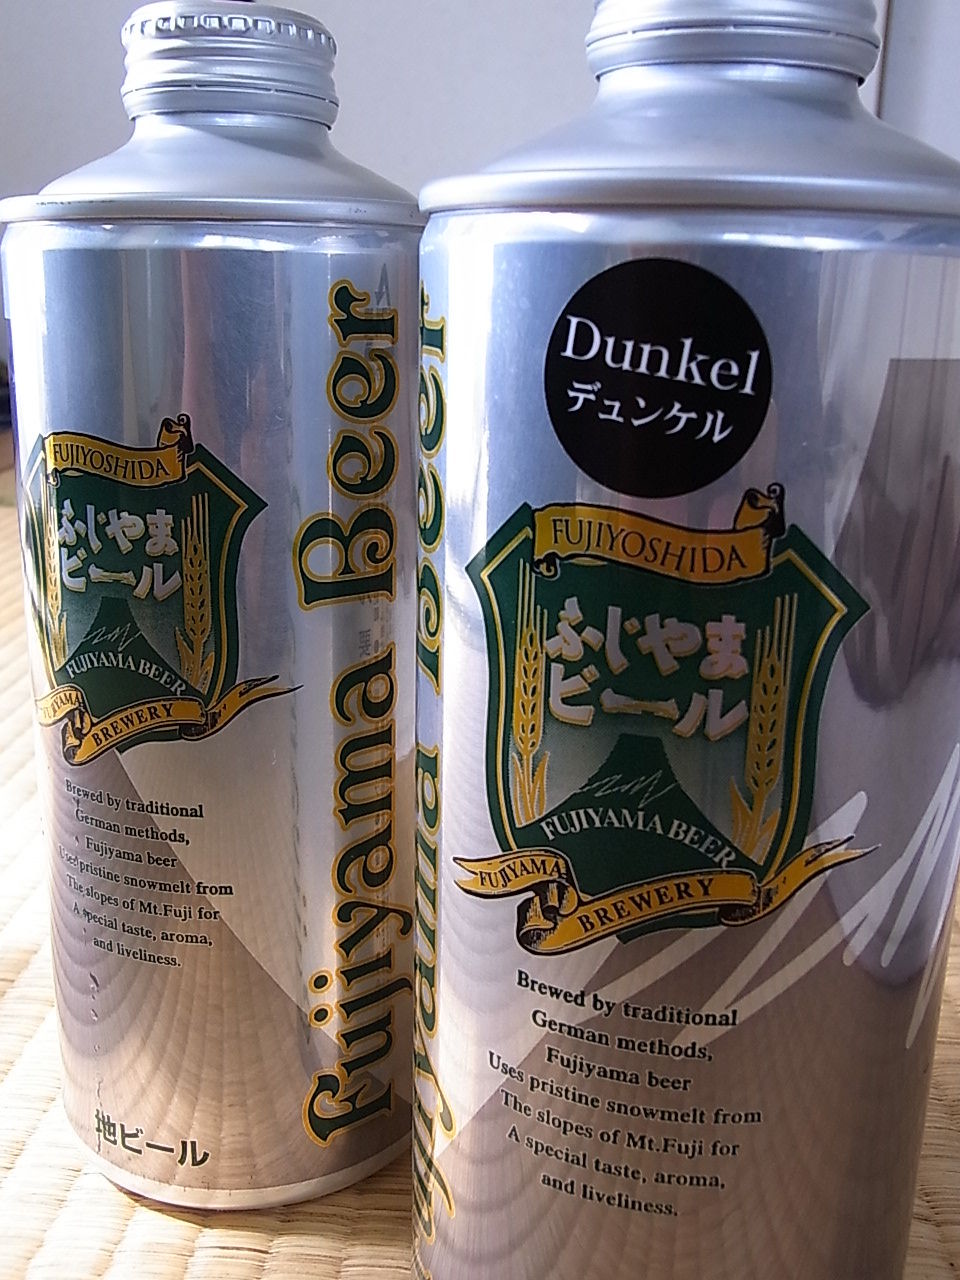 FUJIYOSHIDA
ふじやま
ビール
FUJIYAMA BEER
FUJIYAMA
BREWERY
Brewed by traditional
German methods,
Fujiyama beer
Uses pristine snowmelt from
The slopes of Mt.Fuji for
A special taste, aroma,
and liveliness.
地ビール
Fujiyama Beer
Dunkel
デュンケル
FUJIYOSHIDA
ふじやま
ビール
FUJIYAMA BEER
FUJIYAMA
BREWERY
Brewed by traditional
German methods,
Fujiyama beer
Uses pristine snowmelt from
The slopes of Mt.Fuji for
A special taste, aroma,
and liveliness.
Fujiyama Beer